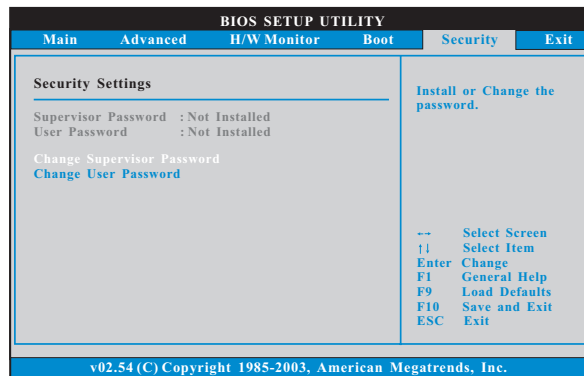 BIOS SETUP UTILITY
Main Advanced H/W Monitor Boot Security Exit
Security Settings
Supervisor Password : Not Installed
User Password : Not Installed
Change Supervisor Password
Change User Password
Install or Change the
password.
←→ Select Screen
↑↓ Select Item
Enter Change
F1 General Help
F9 Load Defaults
F10 Save and Exit
ESC Exit
v02.54 (C) Copyright 1985-2003, American Megatrends, Inc.